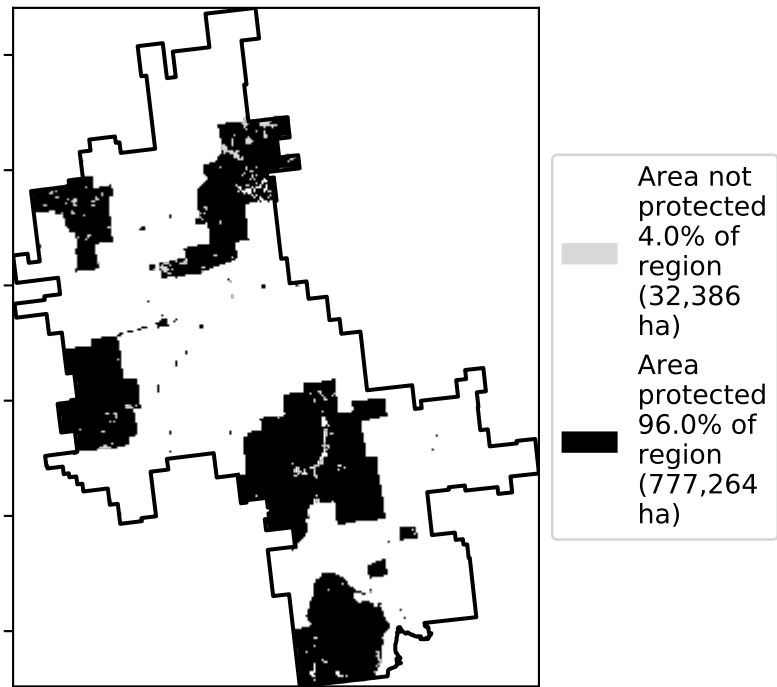 Area not
protected
4.0% of
region
(32,386
ha)
Area
protected
96.0% of
region
(777,264
ha)